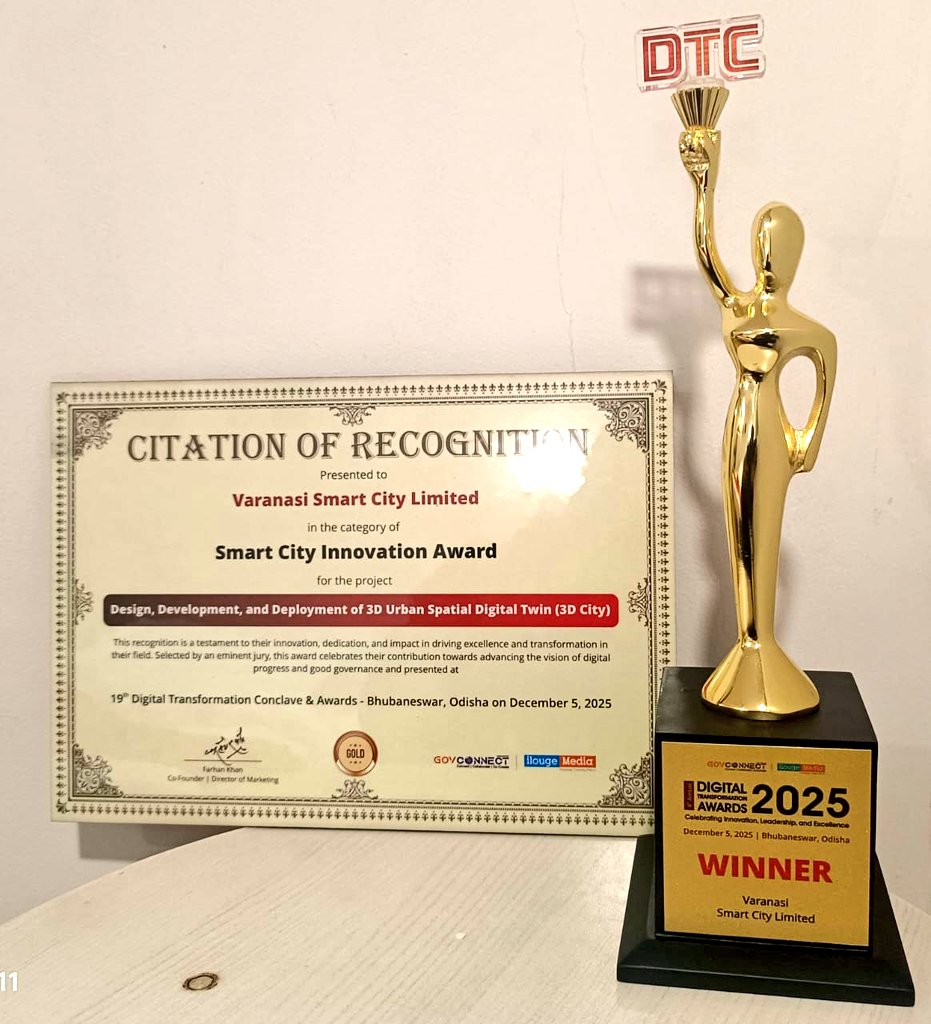 DTC
CITATION OF RECOGNITION
Presented to
Varanasi Smart City Limited
in the category of
Smart City Innovation Award
for the project
Design, Development, and Deployment of 3D Urban Spatial Digital Twin (3D City)
This recognition is a testament to their innovation, dedication, and impact in driving excellence and transformation in
their field. Selected by an eminent jury, this award celebrates their contribution towards advancing the vision of digital
progress and good governance and presented at
19th Digital Transformation Conclave & Awards - Bhubaneswar, Odisha on December 5, 2025
Farhan Khan
Co-Founder | Director of Marketing
GOLD
GOVCONNECT
ilouge Media
GOVCONNECT
ilouge Media
DIGITAL
TRANSFORMATION
AWARDS 2025
Celebrating Innovation, Leadership, and Excellence
December 5, 2025 | Bhubaneswar, Odisha
WINNER
Varanasi
Smart City Limited
11